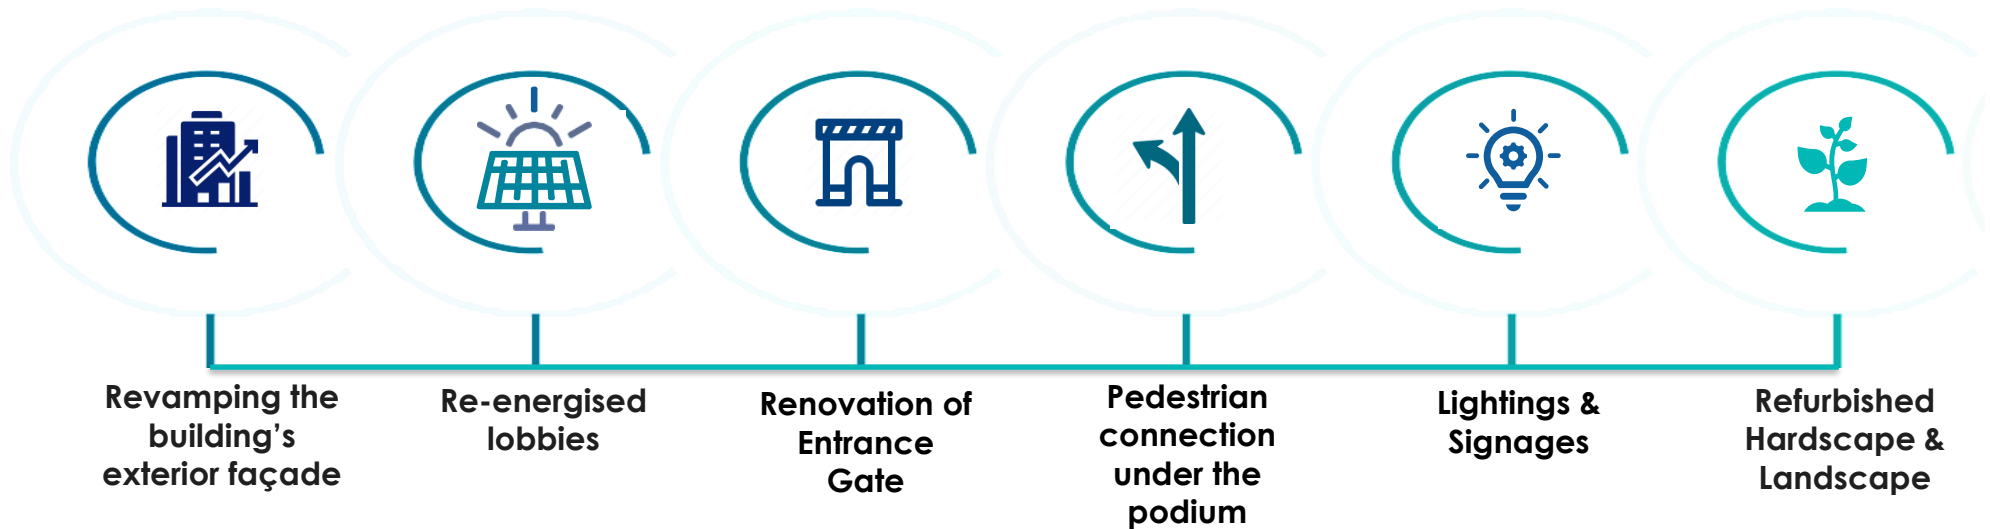 Revamping the
building’s
exterior façade
Re-energised
lobbies
Renovation of
Entrance
Gate
Pedestrian
connection
under the
podium
Lightings &
Signages
Refurbished
Hardscape &
Landscape